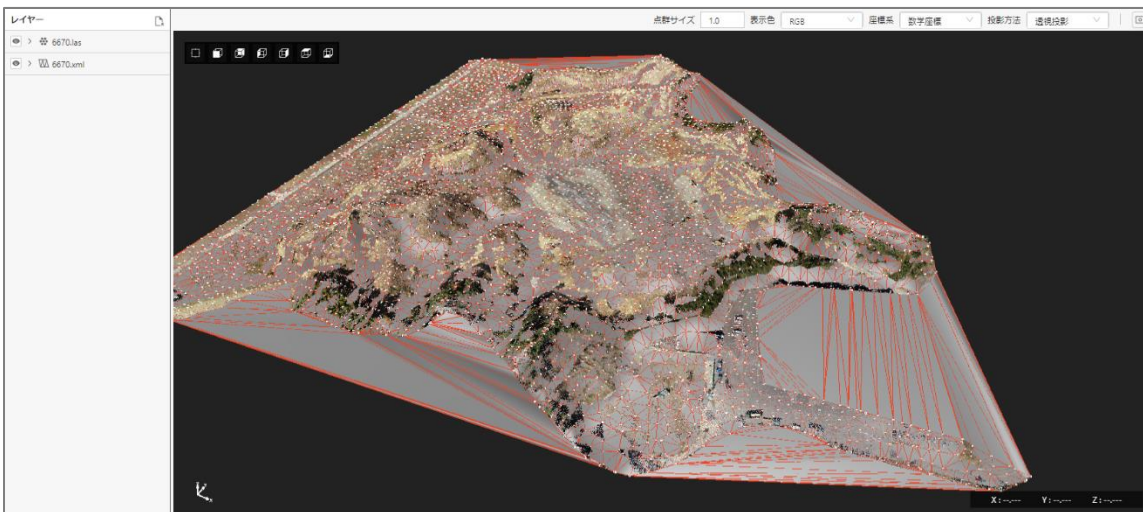 レイヤー
点群サイズ 1.0 表示色 RGB 座標系 数学座標 投影方法 透視投影
6670.las
6670.xml
X : --.--- Y : --.--- Z : --.---